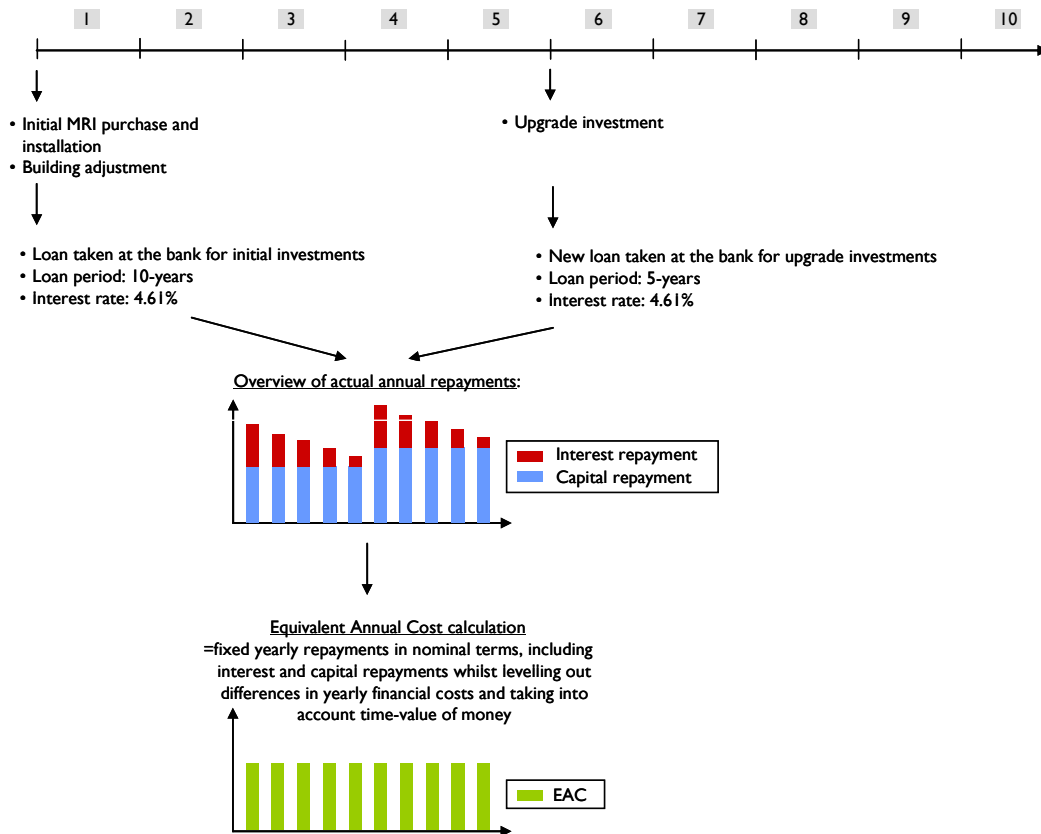 1 2 3 4 5 6 7 8 9 10
• Initial MRI purchase and
installation
• Building adjustment
• Upgrade investment
• Loan taken at the bank for initial investments
• Loan period: 10-years
• Interest rate: 4.61%
• New loan taken at the bank for upgrade investments
• Loan period: 5-years
• Interest rate: 4.61%
Overview of actual annual repayments:
Interest repayment
Capital repayment
Equivalent Annual Cost calculation
=fixed yearly repayments in nominal terms, including
interest and capital repayments whilst levelling out
differences in yearly financial costs and taking into
account time-value of money
EAC